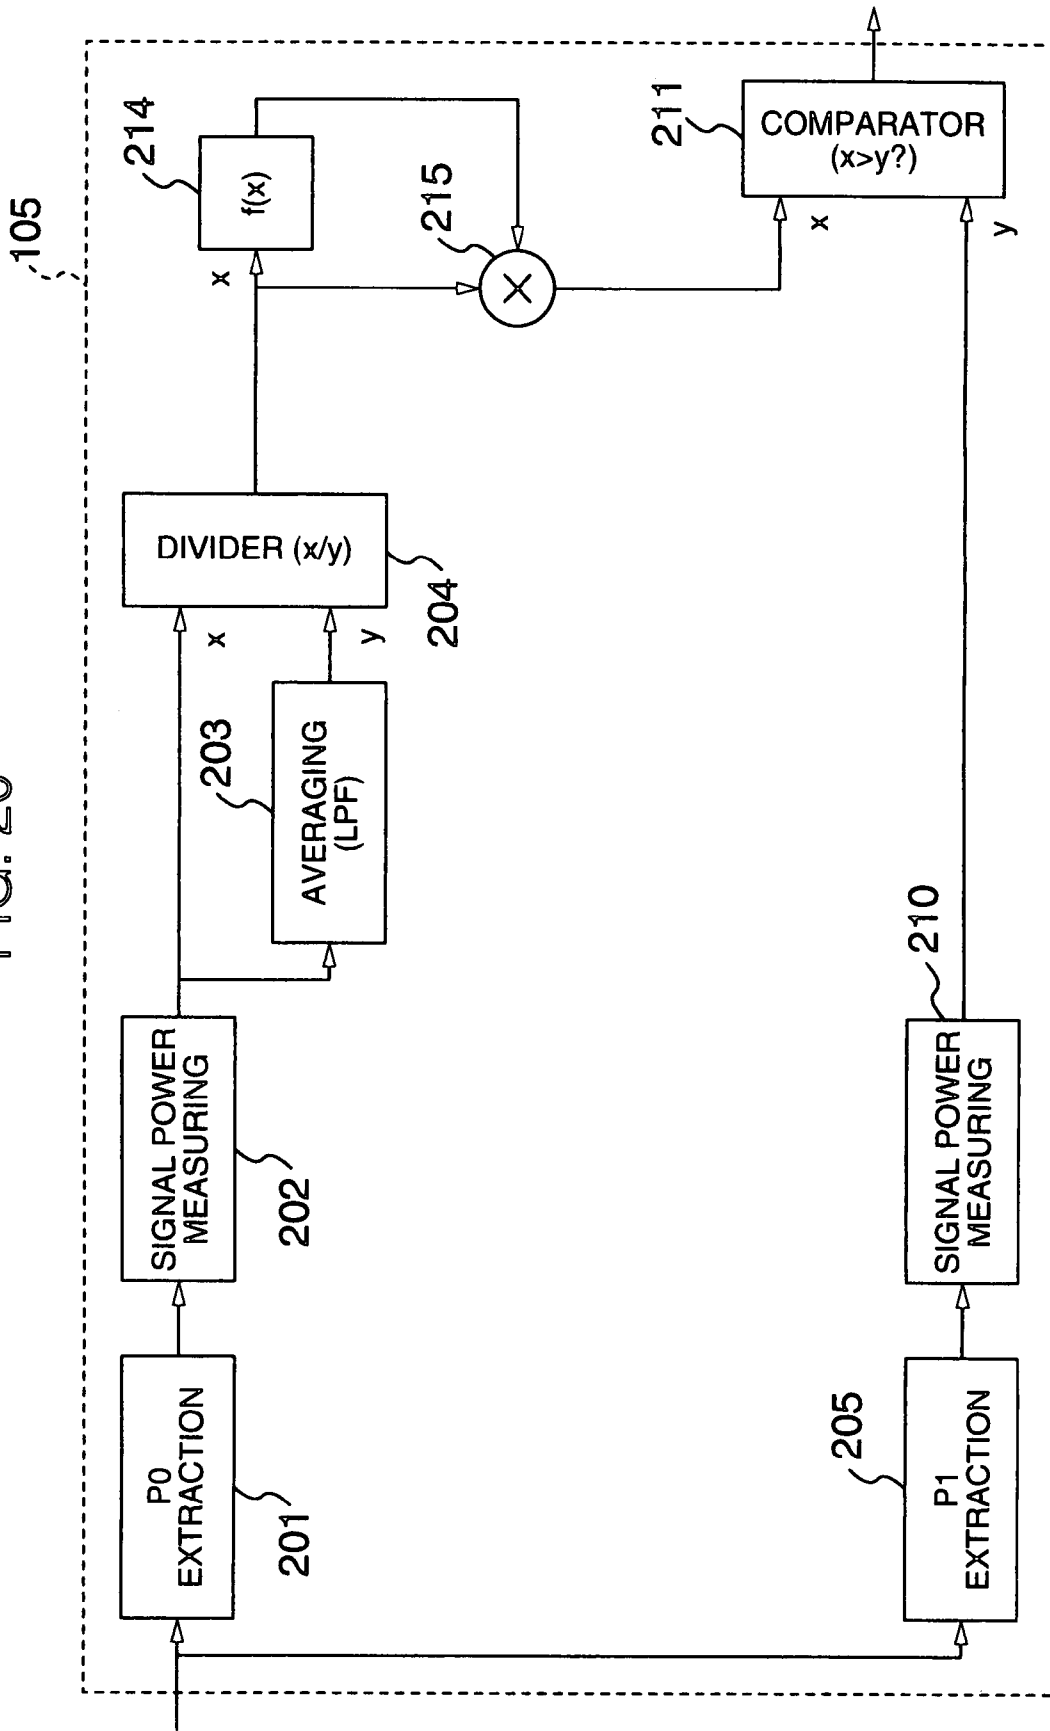 FIG.
105
P0
EXTRACTION
201
SIGNAL POWER
MEASURING
202
203
AVERAGING
(LPF)
x
y
DIVIDER (x/y)
204
x
214
f(x)
215
205
P1
EXTRACTION
210
SIGNAL POWER
MEASURING
x
y
211
COMPARATOR
(x>y?)